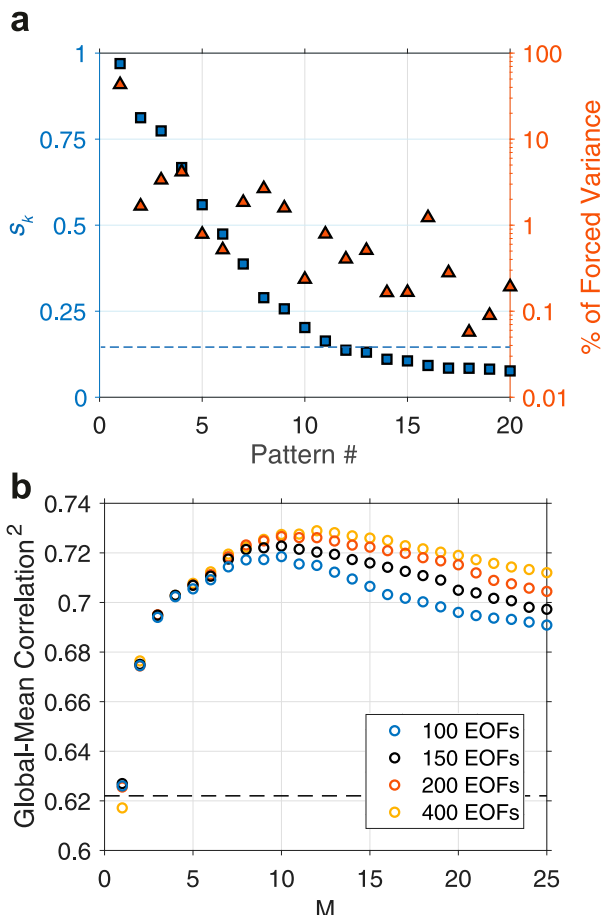 a
1
0.75
0.5
0.25
0
100
10
1
0.1
0.01
0
5
10
15
20
s_k
% of Forced Variance
Pattern #
b
0.74
0.72
0.7
0.68
0.66
0.64
0.62
0.6
Global-Mean Correlation²
100 EOFs
150 EOFs
200 EOFs
400 EOFs
0
5
10
15
20
25
M